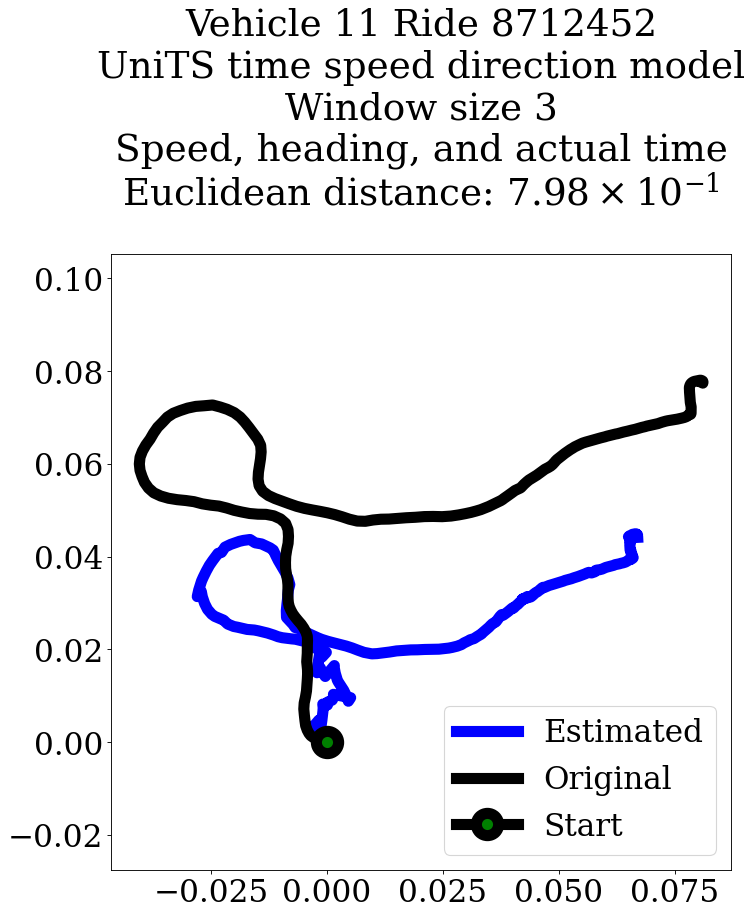 Vehicle 11 Ride 8712452
UniTS time speed direction model
Window size 3
Speed, heading, and actual time
Euclidean distance: 7.98 × 10⁻¹
0.10
0.08
0.06
0.04
0.02
0.00
−0.02
Estimated
Original
Start
−0.025 0.000 0.025 0.050 0.075